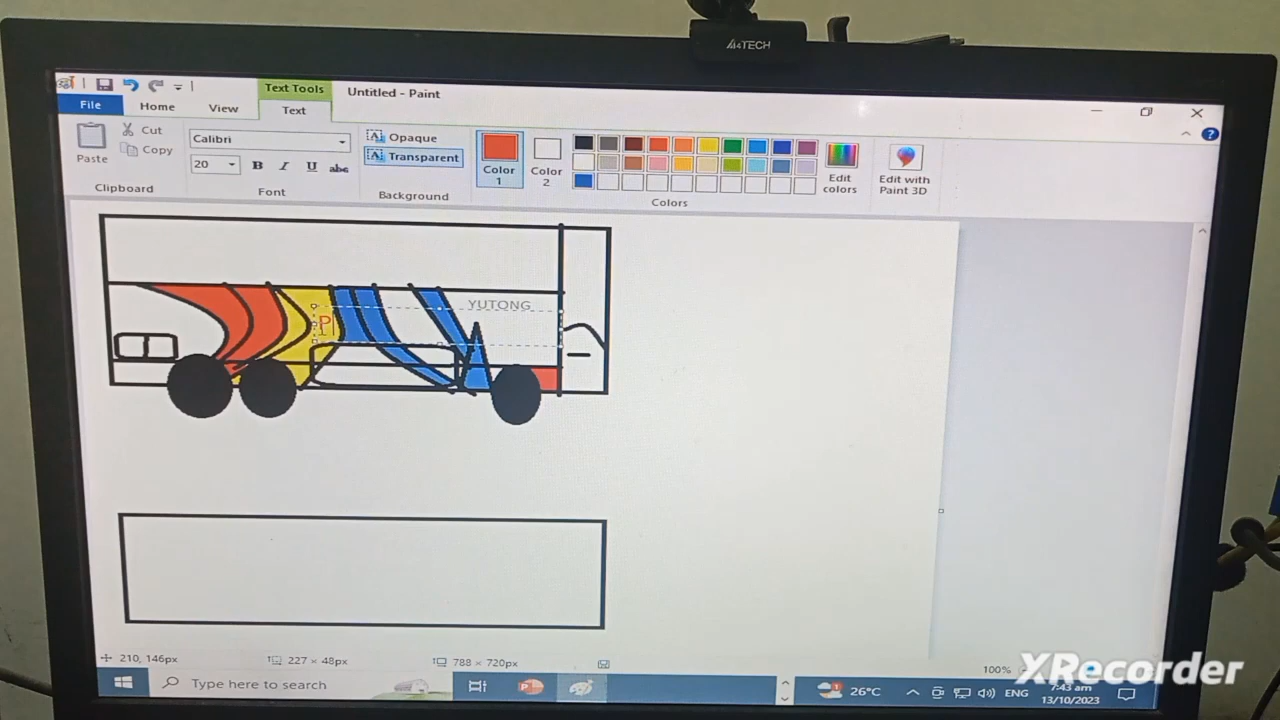 A4TECH
Text Tools
Untitled - Paint
File
Home
View
Text
Paste
Cut
Copy
Clipboard
Calibri
20
B
I
U
abc
Font
Opaque
Transparent
Background
Color 1
Color 2
Colors
Edit colors
Edit with Paint 3D
YUTONG
P
210, 146px
227 × 48px
788 × 720px
100%
Type here to search
26°C
ENG
7:43 am
13/10/2023
XRecorder